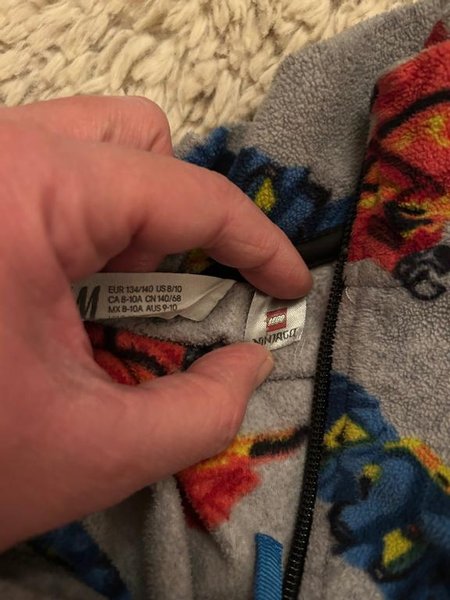 M
EUR 134/140 US 8/10
CA 8-10A CN 140/68
MX 8-10A AUS 9-10
LEGO
NINJAGO